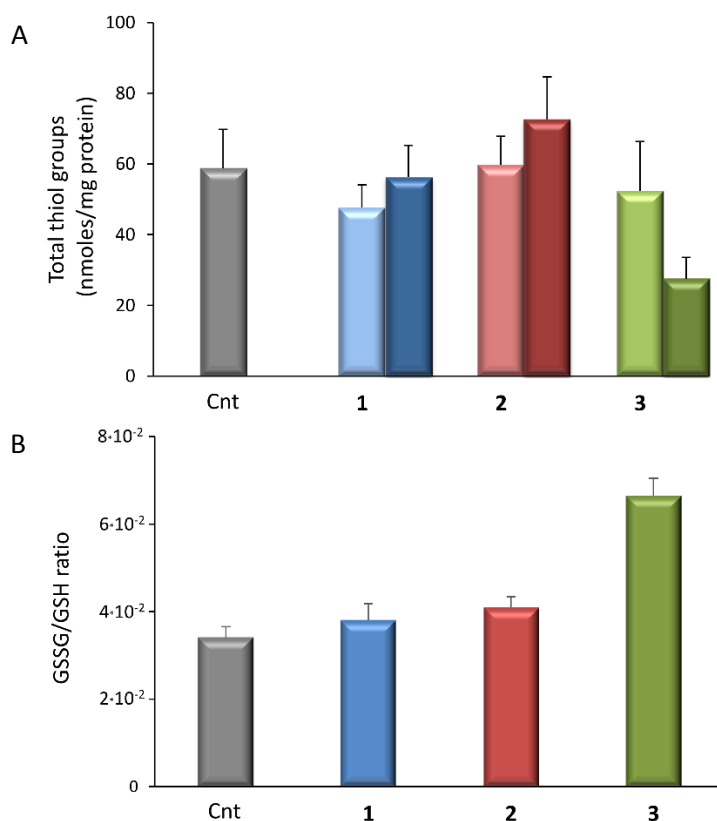 A
Total thiol groups
(nmoles/mg protein)
100
80
60
40
20
0
Cnt 1 2 3
B
GSSG/GSH ratio
8·10⁻²
6·10⁻²
4·10⁻²
2·10⁻²
0
Cnt 1 2 3